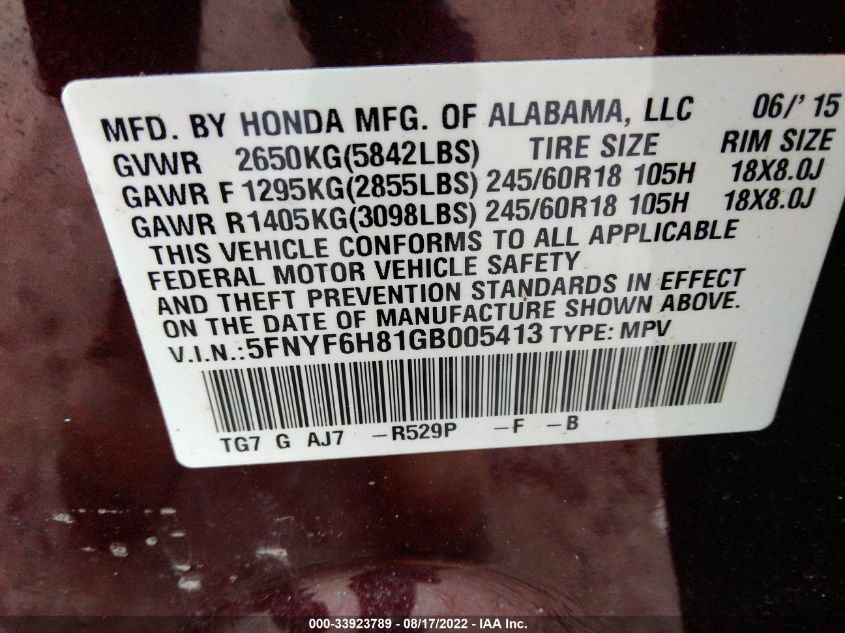 MFD. BY HONDA MFG. OF ALABAMA, LLC 06/'15
GVWR 2650KG(5842LBS) TIRE SIZE RIM SIZE
GAWR F 1295KG(2855LBS) 245/60R18 105H 18X8.0J
GAWR R1405KG(3098LBS) 245/60R18 105H 18X8.0J
THIS VEHICLE CONFORMS TO ALL APPLICABLE
FEDERAL MOTOR VEHICLE SAFETY
AND THEFT PREVENTION STANDARDS IN EFFECT
ON THE DATE OF MANUFACTURE SHOWN ABOVE.
V.I.N.:5FNYF6H81GB005413 TYPE: MPV
TG7 G AJ7 -R529P -F -B
000-33923789 - 08/17/2022 - IAA Inc.